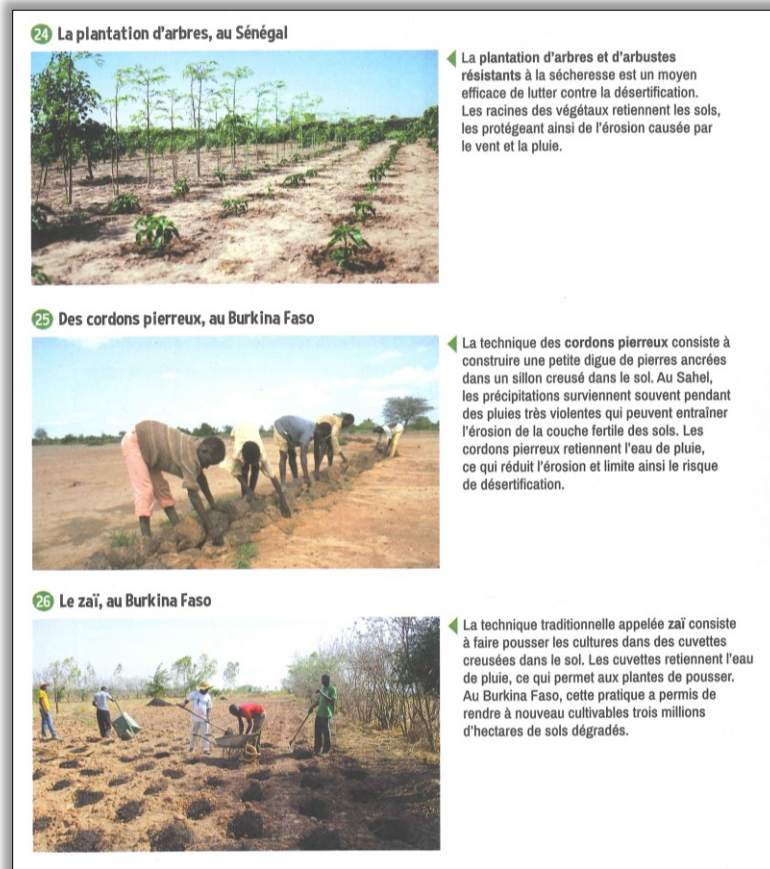 24 La plantation d'arbres, au Sénégal
La plantation d'arbres et d'arbustes
résistants à la sécheresse est un moyen
efficace de lutter contre la désertification.
Les racines des végétaux retiennent les sols,
les protégeant ainsi de l'érosion causée par
le vent et la pluie.
25 Des cordons pierreux, au Burkina Faso
La technique des cordons pierreux consiste à
construire une petite digue de pierres ancrées
dans un sillon creusé dans le sol. Au Sahel,
les précipitations surviennent souvent pendant
des pluies très violentes qui peuvent entraîner
l'érosion de la couche fertile des sols. Les
cordons pierreux retiennent l'eau de pluie,
ce qui réduit l'érosion et limite ainsi le risque
de désertification.
26 Le zaï, au Burkina Faso
La technique traditionnelle appelée zaï consiste
à faire pousser les cultures dans des cuvettes
creusées dans le sol. Les cuvettes retiennent l'eau
de pluie, ce qui permet aux plantes de pousser.
Au Burkina Faso, cette pratique a permis de
rendre à nouveau cultivables trois millions
d'hectares de sols dégradés.